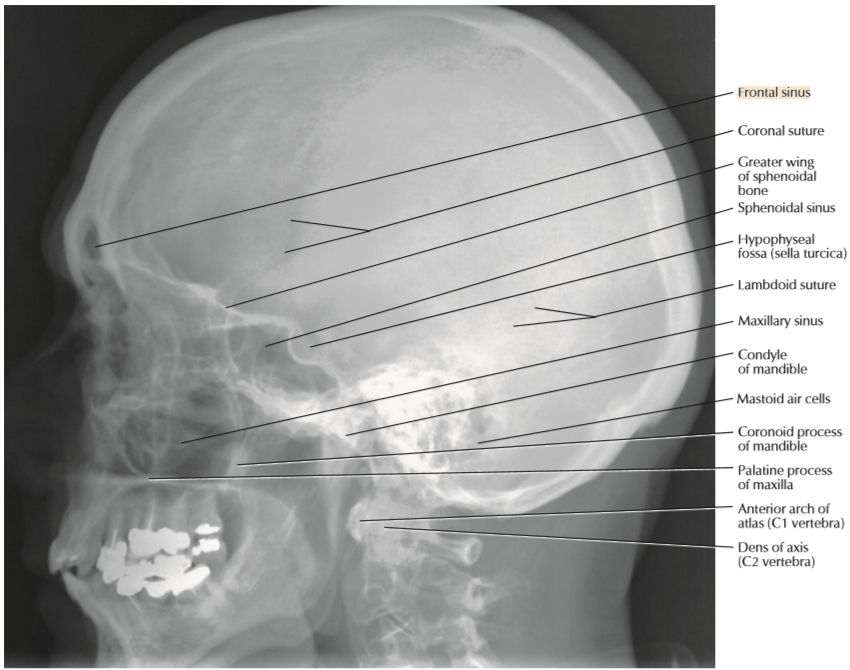 Frontal sinus
Coronal suture
Greater wing
of sphenoidal
bone
Sphenoidal sinus
Hypophyseal
fossa (sella turcica)
Lambdoid suture
Maxillary sinus
Condyle
of mandible
Mastoid air cells
Coronoid process
of mandible
Palatine process
of maxilla
Anterior arch of
atlas (C1 vertebra)
Dens of axis
(C2 vertebra)